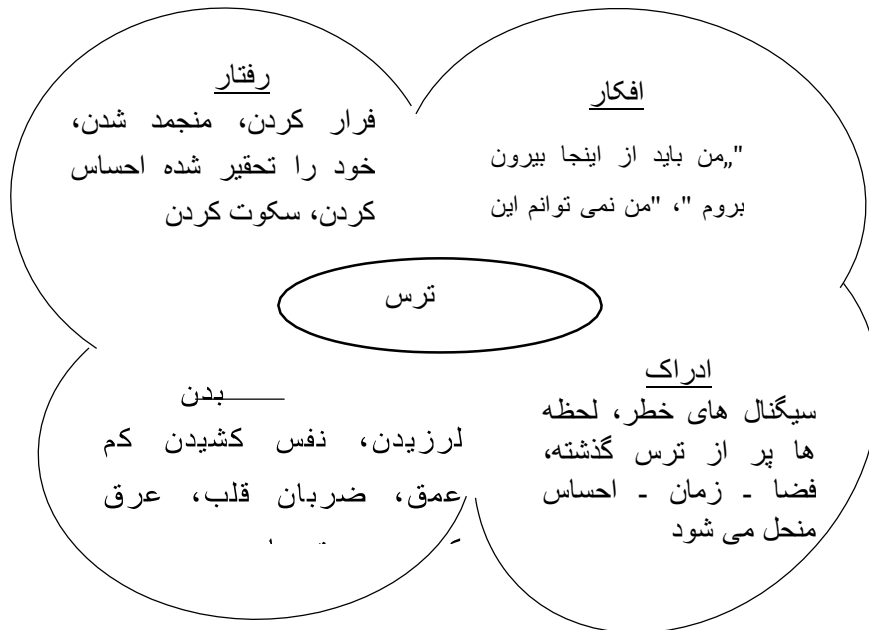 رفتار
فرار کردن، منجمد شدن،
خود را تحقیر شده احساس
کردن، سکوت کردن
افکار
"„من باید از اینجا بیرون
بروم "، "من نمی توانم این
ترس
بدن
لرزیدن، نفس کشیدن کم
عمق، ضربان قلب، عرق
ادراک
سیگنال های خطر، لحظه
ها پر از ترس گذشته،
فضا ـ زمان ـ احساس
منحل می شود